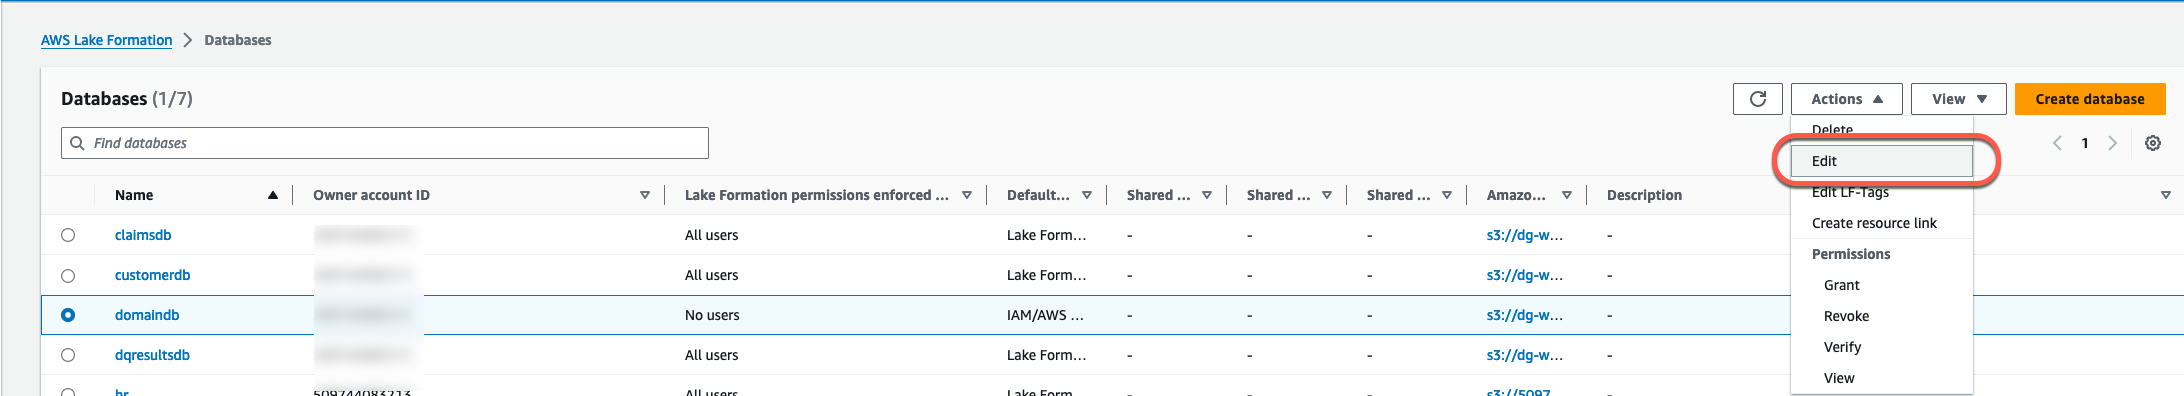 AWS Lake Formation > Databases
Databases (1/7)
Actions
View
Create database
Find databases
1
Delete
Edit
Edit LF-Tags
Create resource link
Permissions
Grant
Revoke
Verify
View
Name Owner account ID Lake Formation permissions enforced ... Default... Shared ... Shared ... Shared ... Amazo... Description
claimsdb All users Lake Form... - - - s3://dg-w... -
customerdb All users Lake Form... - - - s3://dg-w... -
domaindb No users IAM/AWS ... - - - s3://dg-w... -
dqresultsdb All users Lake Form... - - - s3://dg-w... -
hr 509744083213 All users Lake Form... - - - s3://5097... -